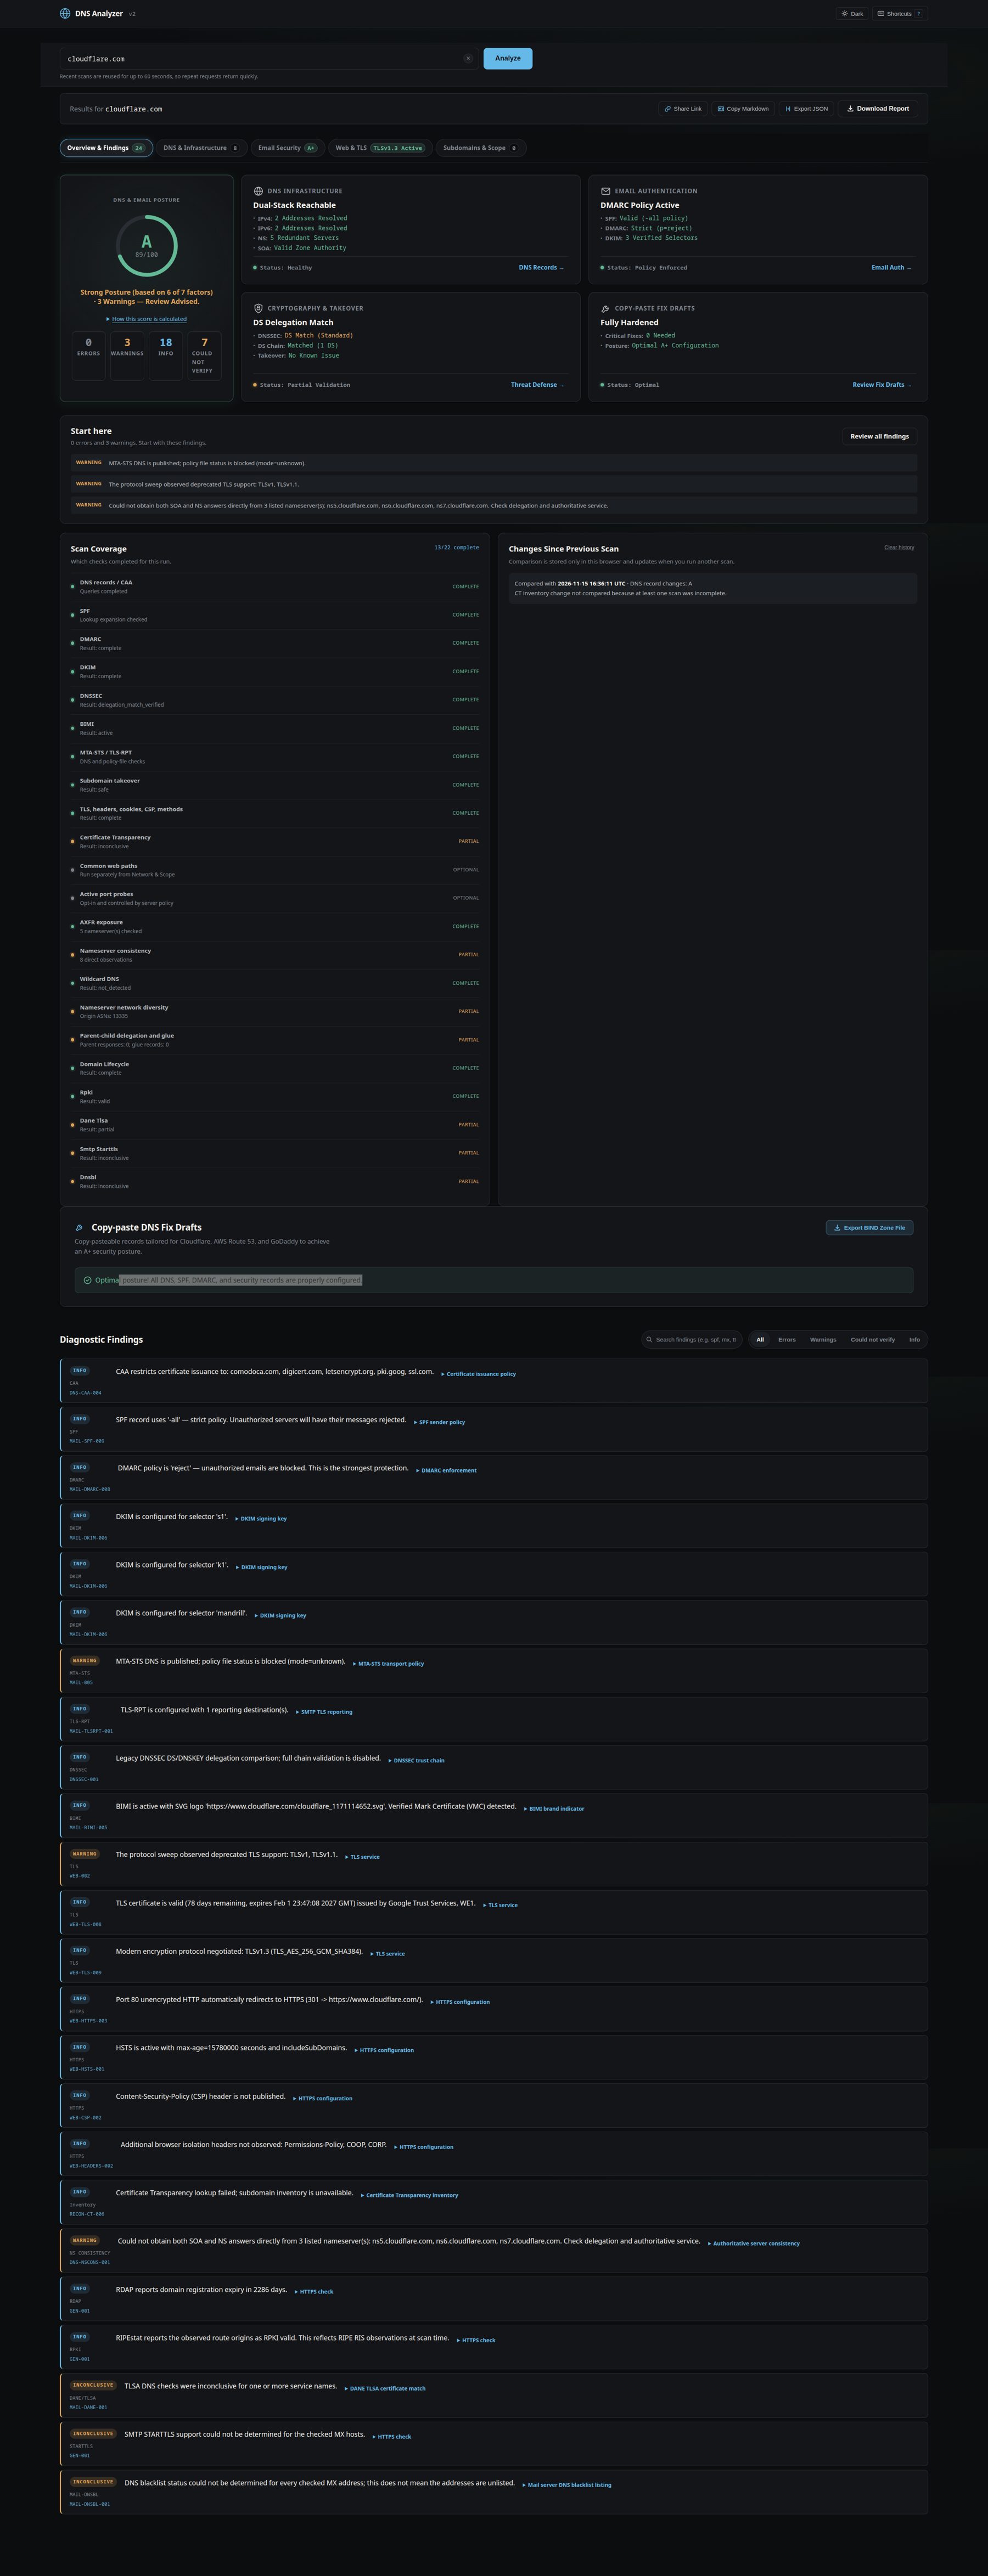 DNS Analyzer v2
Dark
Shortcuts ?
cloudflare.com
Analyze
Recent scans are reused for up to 60 seconds, so repeat requests return quickly.
Results for cloudflare.com
Share Link
Copy Markdown
Export JSON
Download Report
Overview & Findings 24
DNS & Infrastructure 8
Email Security A+
Web & TLS TLSv1.3 Active
Subdomains & Scope 0
DNS & EMAIL POSTURE
A
89/100
Strong Posture (based on 6 of 7 factors)
· 3 Warnings — Review Advised.
▶ How this score is calculated
0
ERRORS
3
WARNINGS
18
INFO
7
COULD
NOT
VERIFY
DNS INFRASTRUCTURE
Dual-Stack Reachable
• IPv4: 2 Addresses Resolved
• IPv6: 2 Addresses Resolved
• NS: 5 Redundant Servers
• SOA: Valid Zone Authority
Status: Healthy
DNS Records →
EMAIL AUTHENTICATION
DMARC Policy Active
• SPF: Valid (-all policy)
• DMARC: Strict (p=reject)
• DKIM: 3 Verified Selectors
Status: Policy Enforced
Email Auth →
CRYPTOGRAPHY & TAKEOVER
DS Delegation Match
• DNSSEC: DS Match (Standard)
• DS Chain: Matched (1 DS)
• Takeover: No Known Issue
Status: Partial Validation
Threat Defense →
COPY-PASTE FIX DRAFTS
Fully Hardened
• Critical Fixes: 0 Needed
• Posture: Optimal A+ Configuration
Status: Optimal
Review Fix Drafts →
Start here
0 errors and 3 warnings. Start with these findings.
Review all findings
WARNING MTA-STS DNS is published; policy file status is blocked (mode=unknown).
WARNING The protocol sweep observed deprecated TLS support: TLSv1, TLSv1.1.
WARNING Could not obtain both SOA and NS answers directly from 3 listed nameserver(s): ns5.cloudflare.com, ns6.cloudflare.com, ns7.cloudflare.com. Check delegation and authoritative service.
Scan Coverage
13/22 complete
Which checks completed for this run.
DNS records / CAA
Queries completed
COMPLETE
SPF
Lookup expansion checked
COMPLETE
DMARC
Result: complete
COMPLETE
DKIM
Result: complete
COMPLETE
DNSSEC
Result: delegation_match_verified
COMPLETE
BIMI
Result: active
COMPLETE
MTA-STS / TLS-RPT
DNS and policy-file checks
COMPLETE
Subdomain takeover
Result: safe
COMPLETE
TLS, headers, cookies, CSP, methods
Result: complete
COMPLETE
Certificate Transparency
Result: inconclusive
PARTIAL
Common web paths
Run separately from Network & Scope
OPTIONAL
Active port probes
Opt-in and controlled by server policy
OPTIONAL
AXFR exposure
5 nameserver(s) checked
COMPLETE
Nameserver consistency
8 direct observations
PARTIAL
Wildcard DNS
Result: not_detected
COMPLETE
Nameserver network diversity
Origin ASNs: 13335
PARTIAL
Parent-child delegation and glue
Parent responses: 0; glue records: 0
PARTIAL
Domain Lifecycle
Result: complete
COMPLETE
Rpki
Result: valid
COMPLETE
Dane Tlsa
Result: partial
PARTIAL
Smtp Starttls
Result: inconclusive
PARTIAL
Dnsbl
Result: inconclusive
PARTIAL
Changes Since Previous Scan
Clear history
Comparison is stored only in this browser and updates when you run another scan.
Compared with 2026-11-15 16:36:11 UTC · DNS record changes: A
CT inventory change not compared because at least one scan was incomplete.
Copy-paste DNS Fix Drafts
Copy-pasteable records tailored for Cloudflare, AWS Route 53, and GoDaddy to achieve
an A+ security posture.
Export BIND Zone File
Optimal posture! All DNS, SPF, DMARC, and security records are properly configured.
Diagnostic Findings
Search findings (e.g. spf, mx, tl
All
Errors
Warnings
Could not verify
Info
INFO
CAA
DNS-CAA-004
CAA restricts certificate issuance to: comodoca.com, digicert.com, letsencrypt.org, pki.goog, ssl.com. ▶ Certificate issuance policy
INFO
SPF
MAIL-SPF-009
SPF record uses '-all' — strict policy. Unauthorized servers will have their messages rejected. ▶ SPF sender policy
INFO
DMARC
MAIL-DMARC-008
DMARC policy is 'reject' — unauthorized emails are blocked. This is the strongest protection. ▶ DMARC enforcement
INFO
DKIM
MAIL-DKIM-006
DKIM is configured for selector 's1'. ▶ DKIM signing key
INFO
DKIM
MAIL-DKIM-006
DKIM is configured for selector 'k1'. ▶ DKIM signing key
INFO
DKIM
MAIL-DKIM-006
DKIM is configured for selector 'mandrill'. ▶ DKIM signing key
WARNING
MTA-STS
MAIL-005
MTA-STS DNS is published; policy file status is blocked (mode=unknown). ▶ MTA-STS transport policy
INFO
TLS-RPT
MAIL-TLSRPT-001
TLS-RPT is configured with 1 reporting destination(s). ▶ SMTP TLS reporting
INFO
DNSSEC
DNSSEC-001
Legacy DNSSEC DS/DNSKEY delegation comparison; full chain validation is disabled. ▶ DNSSEC trust chain
INFO
BIMI
MAIL-BIMI-005
BIMI is active with SVG logo 'https://www.cloudflare.com/cloudflare_1171114652.svg'. Verified Mark Certificate (VMC) detected. ▶ BIMI brand indicator
WARNING
TLS
WEB-002
The protocol sweep observed deprecated TLS support: TLSv1, TLSv1.1. ▶ TLS service
INFO
TLS
WEB-TLS-008
TLS certificate is valid (78 days remaining, expires Feb 1 23:47:08 2027 GMT) issued by Google Trust Services, WE1. ▶ TLS service
INFO
TLS
WEB-TLS-009
Modern encryption protocol negotiated: TLSv1.3 (TLS_AES_256_GCM_SHA384). ▶ TLS service
INFO
HTTPS
WEB-HTTPS-003
Port 80 unencrypted HTTP automatically redirects to HTTPS (301 -> https://www.cloudflare.com/). ▶ HTTPS configuration
INFO
HTTPS
WEB-HSTS-001
HSTS is active with max-age=15780000 seconds and includeSubDomains. ▶ HTTPS configuration
INFO
HTTPS
WEB-CSP-002
Content-Security-Policy (CSP) header is not published. ▶ HTTPS configuration
INFO
HTTPS
WEB-HEADERS-002
Additional browser isolation headers not observed: Permissions-Policy, COOP, CORP. ▶ HTTPS configuration
INFO
Inventory
RECON-CT-006
Certificate Transparency lookup failed; subdomain inventory is unavailable. ▶ Certificate Transparency inventory
WARNING
NS CONSISTENCY
DNS-NSCONS-001
Could not obtain both SOA and NS answers directly from 3 listed nameserver(s): ns5.cloudflare.com, ns6.cloudflare.com, ns7.cloudflare.com. Check delegation and authoritative service. ▶ Authoritative server consistency
INFO
RDAP
GEN-001
RDAP reports domain registration expiry in 2286 days. ▶ HTTPS check
INFO
RPKI
GEN-001
RIPEstat reports the observed route origins as RPKI valid. This reflects RIPE RIS observations at scan time. ▶ HTTPS check
INCONCLUSIVE
DANE/TLSA
MAIL-DANE-001
TLSA DNS checks were inconclusive for one or more service names. ▶ DANE TLSA certificate match
INCONCLUSIVE
STARTTLS
GEN-001
SMTP STARTTLS support could not be determined for the checked MX hosts. ▶ HTTPS check
INCONCLUSIVE
MAIL-DNSBL
MAIL-DNSBL-001
DNS blacklist status could not be determined for every checked MX address; this does not mean the addresses are unlisted. ▶ Mail server DNS blacklist listing